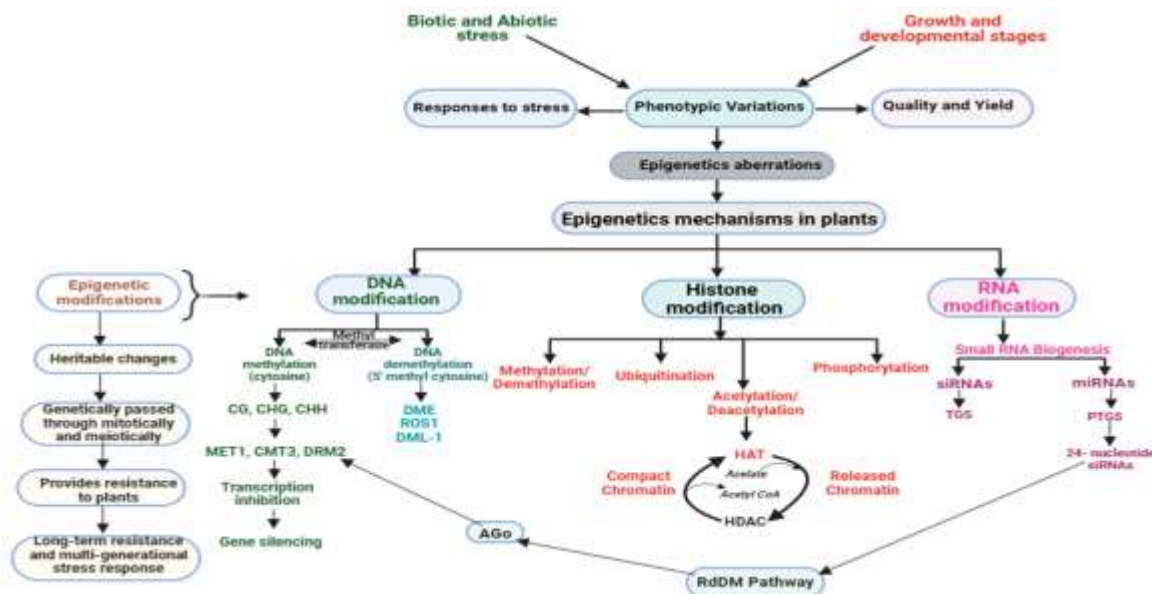 Biotic and Abiotic
stress
Growth and
developmental stages
Responses to stress
Phenotypic Variations
Quality and Yield
Epigenetics aberrations
Epigenetics mechanisms in plants
Epigenetic
modifications
DNA
modification
Histone
modification
RNA
modification
Heritable changes
Genetically passed
through mitotically
and meiotically
Provides resistance
to plants
Long-term resistance
and multi-generational
stress response
Methyl
transferase
DNA
methylation
(cytosine)
DNA
demethylation
(5' methyl cytosine)
CG, CHG, CHH
DME
ROS1
DML-1
MET1, CMT3, DRM2
Transcription
inhibition
Gene silencing
Methylation/
Demethylation
Ubiquitination
Acetylation/
Deacetylation
Phosphorylation
HAT
Acelate
Acetyl CoA
HDAC
Compact
Chromatin
Released
Chromatin
Small RNA Biogenesis
siRNAs
miRNAs
TGS
PTGS
24- nucleutide
siRNAs
AGo
RdDM Pathway